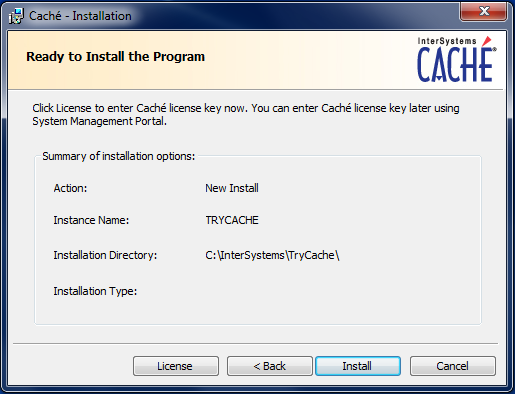 Caché - Installation
Ready to Install the Program
InterSystems
CACHÉ®
Click License to enter Caché license key now. You can enter Caché license key later using
System Management Portal.
Summary of installation options:
Action: New Install
Instance Name: TRYCACHE
Installation Directory: C:\InterSystems\TryCache\
Installation Type:
License < Back Install Cancel